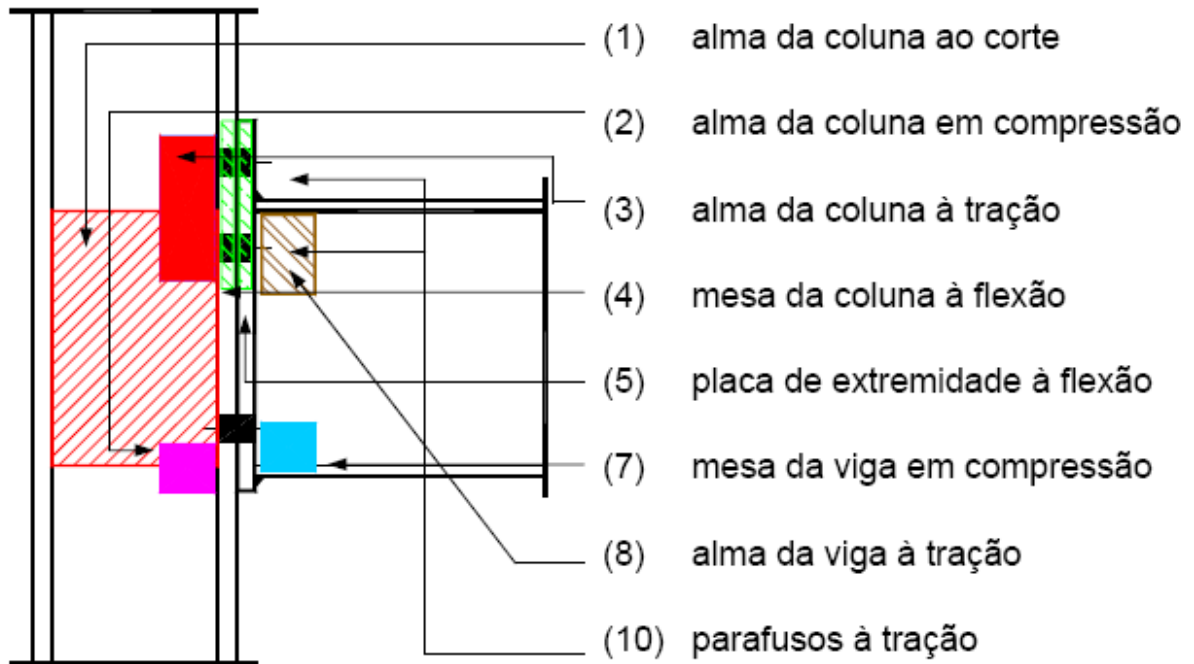 (1) alma da coluna ao corte
(2) alma da coluna em compressão
(3) alma da coluna à tração
(4) mesa da coluna à flexão
(5) placa de extremidade à flexão
(7) mesa da viga em compressão
(8) alma da viga à tração
(10) parafusos à tração